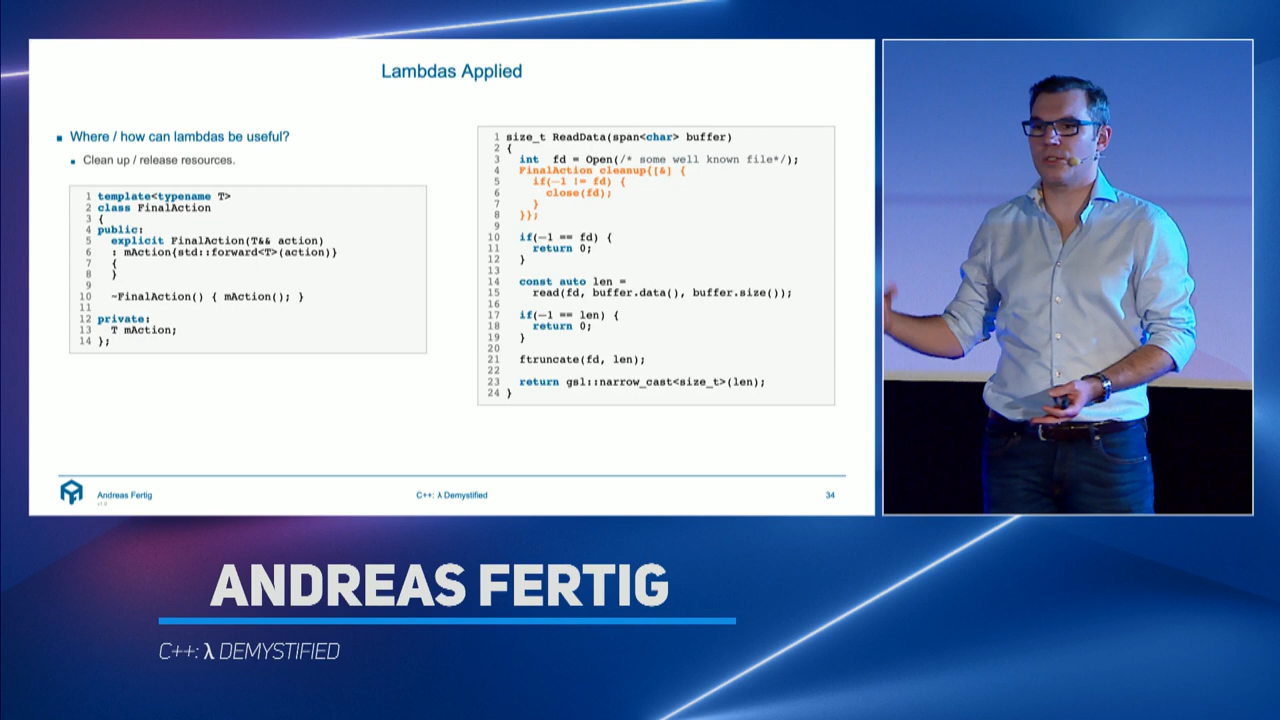 Lambdas Applied
Where / how can lambdas be useful?
Clean up / release resources.
1 template<typename T>
2 class FinalAction
3 {
4 public:
5   explicit FinalAction(T&& action)
6   : mAction{std::forward<T>(action)}
7   {
8   }
9
10   ~FinalAction() { mAction(); }
11
12 private:
13   T mAction;
14 };
1 size_t ReadData(span<char> buffer)
2 {
3   int  fd = Open(/* some well known file*/);
4   FinalAction cleanup{[&] {
5     if(-1 != fd) {
6       close(fd);
7     }
8   }};
9
10   if(-1 == fd) {
11     return 0;
12   }
13
14   const auto len =
15     read(fd, buffer.data(), buffer.size());
16
17   if(-1 == len) {
18     return 0;
19   }
20
21   ftruncate(fd, len);
22
23   return gsl::narrow_cast<size_t>(len);
24 }
Andreas Fertig
v1.0
C++: λ Demystified
34
ANDREAS FERTIG
C++: λ DEMYSTIFIED